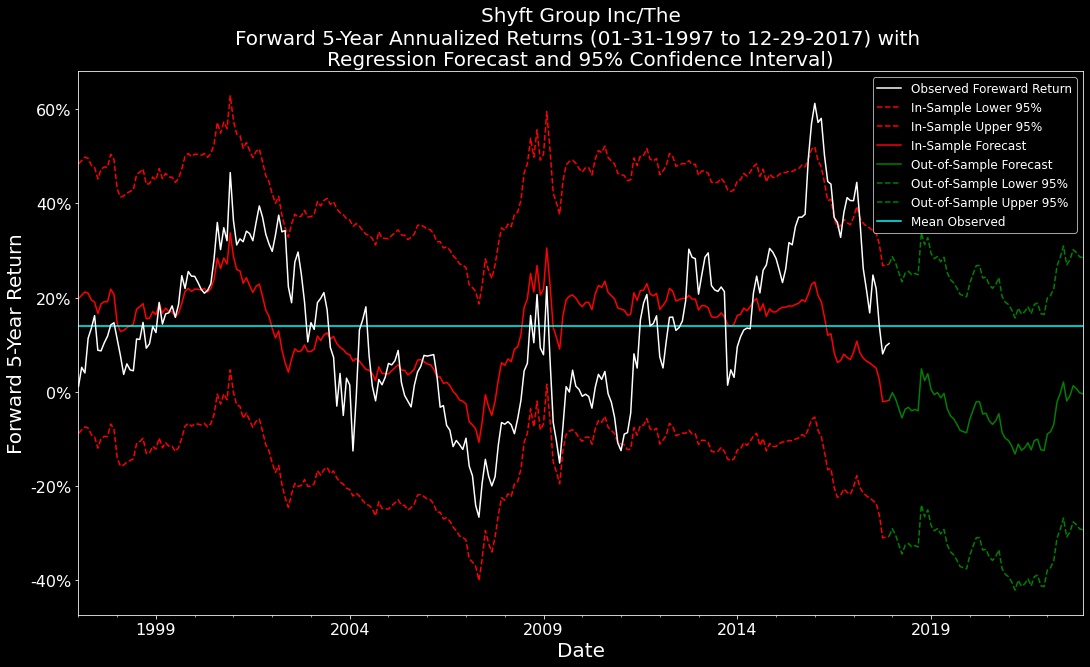 Shyft Group Inc/The
Forward 5-Year Annualized Returns (01-31-1997 to 12-29-2017) with
Regression Forecast and 95% Confidence Interval)
Forward 5-Year Return
60%
40%
20%
0%
-20%
-40%
Observed Foreward Return
In-Sample Lower 95%
In-Sample Upper 95%
In-Sample Forecast
Out-of-Sample Forecast
Out-of-Sample Lower 95%
Out-of-Sample Upper 95%
Mean Observed
1999 2004 2009 2014 2019
Date